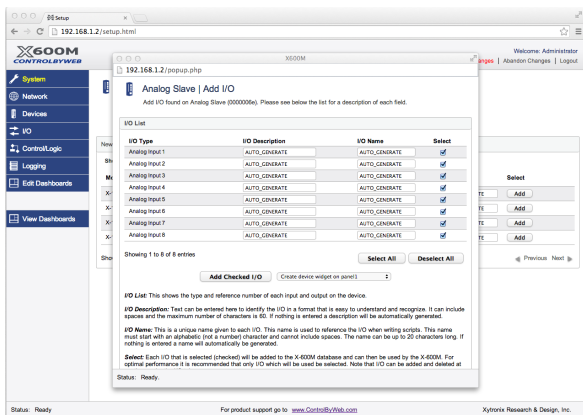 Setup
192.168.1.2/setup.html
X600M
CONTROLBYWEB
Welcome: Administrator
anges | Abandon Changes | Logout
System
Network
Devices
I/O
Control/Logic
Logging
Edit Dashboards
View Dashboards
X600M
192.168.1.2/popup.php
Analog Slave | Add I/O
Add I/O found on Analog Slave (0000006e). Please see below the list for a description of each field.
I/O List
I/O Type I/O Description I/O Name Select
Analog Input 1 AUTO_GENERATE AUTO_GENERATE
Analog Input 2 AUTO_GENERATE AUTO_GENERATE
Analog Input 3 AUTO_GENERATE AUTO_GENERATE
Analog Input 4 AUTO_GENERATE AUTO_GENERATE
Analog Input 5 AUTO_GENERATE AUTO_GENERATE
Analog Input 6 AUTO_GENERATE AUTO_GENERATE
Analog Input 7 AUTO_GENERATE AUTO_GENERATE
Analog Input 8 AUTO_GENERATE AUTO_GENERATE
Showing 1 to 8 of 8 entries
Select All Deselect All
Add Checked I/O Create device widget on panel1
I/O List: This shows the type and reference number of each input and output on the device.
I/O Description: Text can be entered here to identify the I/O in a format that is easy to understand and recognize. It can include
spaces and the maximum number of characters is 60. If nothing is entered a description will be automatically generated.
I/O Name: This is a unique name given to each I/O. This name is used to reference the I/O when writing scripts. This name
must start with an alphabetic (not a number) character and cannot include spaces. The name can be up to 20 characters long. If
nothing is entered a name will automatically be generated.
Select: Each I/O that is selected (checked) will be added to the X600M database and can then be used by the X-600M. For
optimal performance it is recommended that only I/O which will be used be selected. Note that I/O can be added and deleted at
Status: Ready.
New
Sh
Mo
X-
X-
X-
X-
Sho
Select
TE Add
TE Add
TE Add
Previous Next
Status: Ready
For product support go to www.ControlByWeb.com
Xytronix Research & Design, Inc.